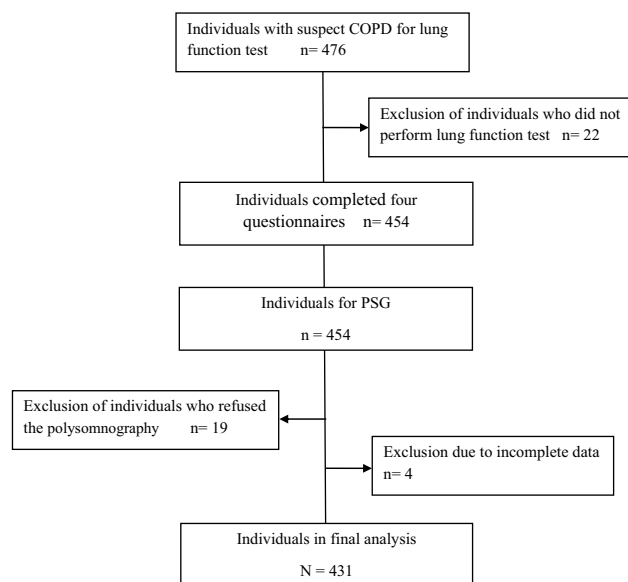 Individuals with suspect COPD for lung
function test n= 476
Exclusion of individuals who did not
perform lung function test n= 22
Individuals completed four
questionnaires n= 454
Individuals for PSG
n = 454
Exclusion of individuals who refused
the polysomnography n= 19
Exclusion due to incomplete data
n= 4
Individuals in final analysis
N = 431